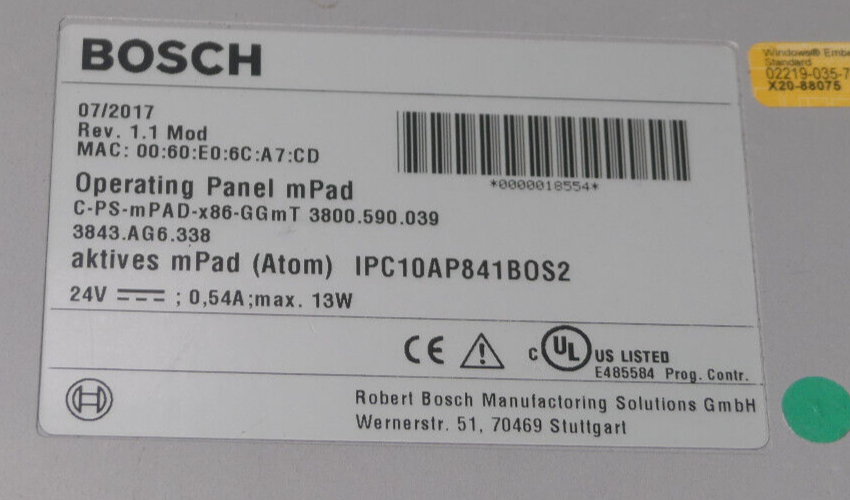 BOSCH
07/2017
Rev. 1.1 Mod
MAC: 00:60:E0:6C:A7:CD
*0000018554*
Operating Panel mPad
C-PS-mPAD-x86-GGmT 3800.590.039
3843.AG6.338
aktives mPad (Atom) IPC10AP841BOS2
24V ; 0,54A;max. 13W
CE
c UL US LISTED
E485584 Prog. Contr.
Robert Bosch Manufactoring Solutions GmbH
Wernerstr. 51, 70469 Stuttgart
Windows® Embe
Standard
02219-035-7
X20-88075